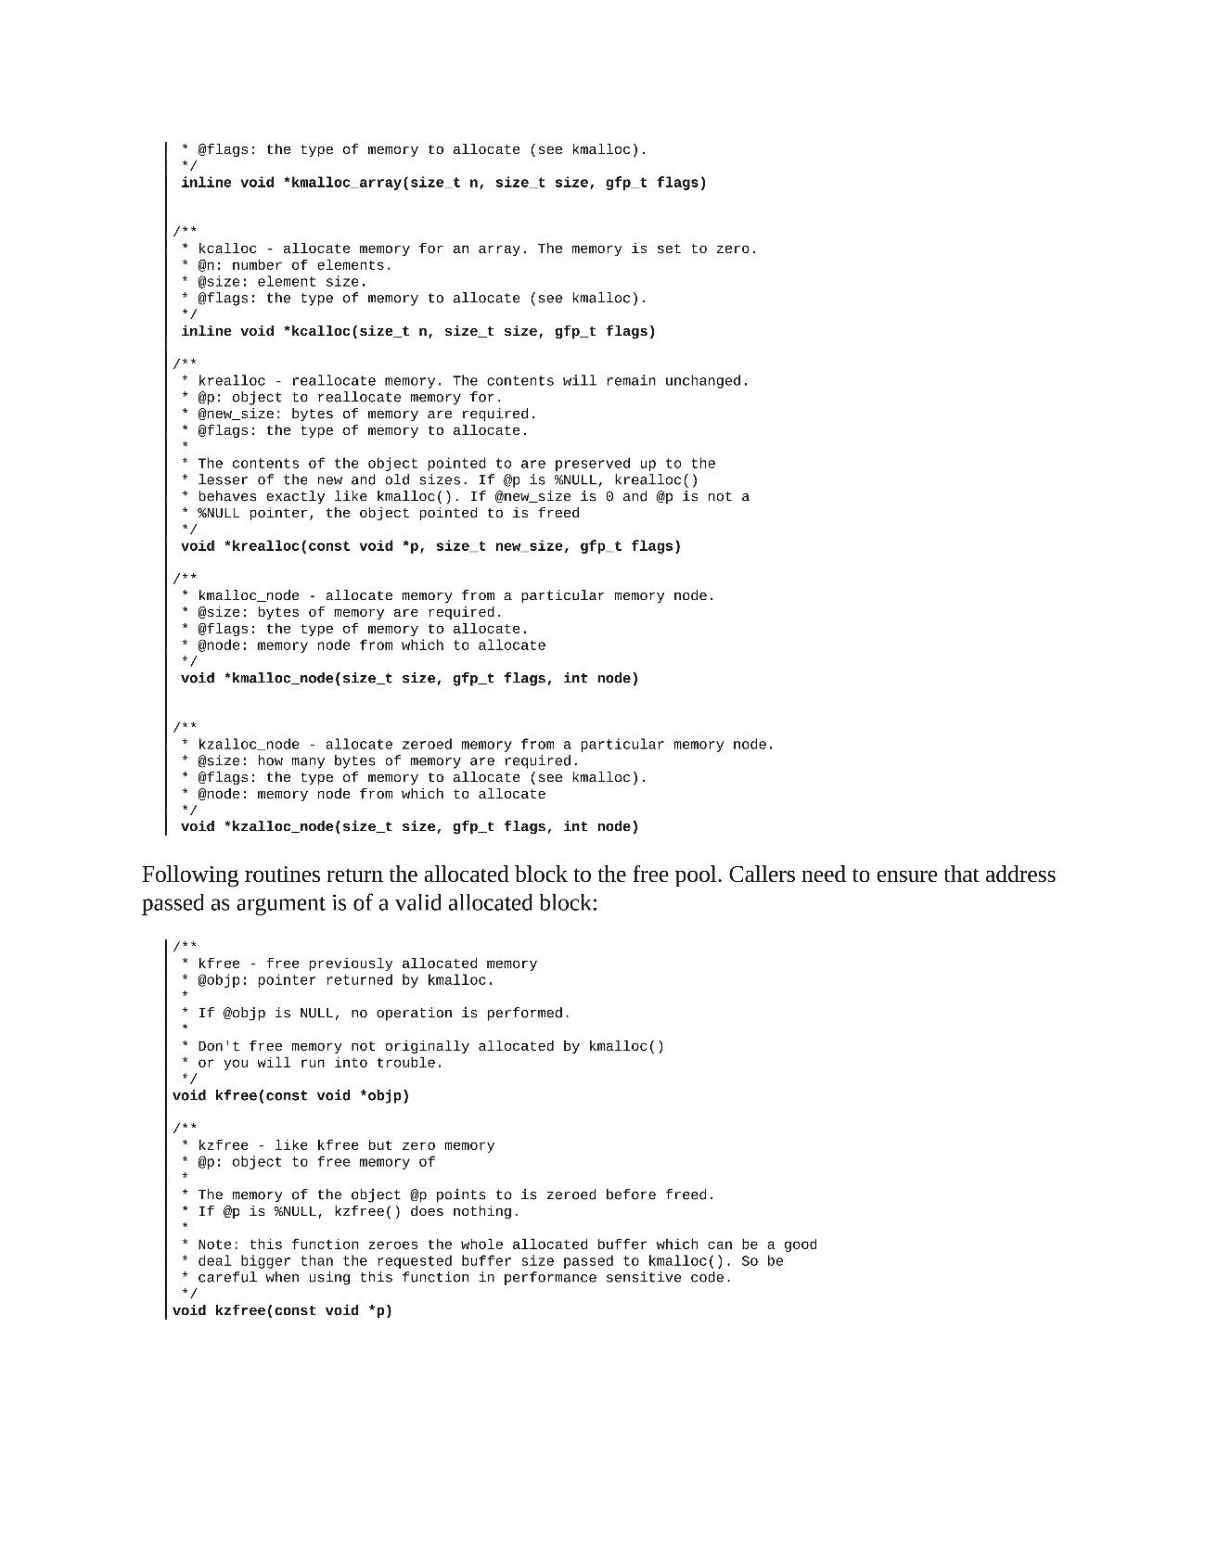 * @flags: the type of memory to allocate (see kmalloc).
*/
inline void *kmalloc_array(size_t n, size_t size, gfp_t flags)
/**
* kcalloc - allocate memory for an array. The memory is set to zero.
* @n: number of elements.
* @size: element size.
* @flags: the type of memory to allocate (see kmalloc).
*/
inline void *kcalloc(size_t n, size_t size, gfp_t flags)
/**
* krealloc - reallocate memory. The contents will remain unchanged.
* @p: object to reallocate memory for.
* @new_size: bytes of memory are required.
* @flags: the type of memory to allocate.
*
* The contents of the object pointed to are preserved up to the
* lesser of the new and old sizes. If @p is %NULL, krealloc()
* behaves exactly like kmalloc(). If @new_size is 0 and @p is not a
* %NULL pointer, the object pointed to is freed
*/
void *krealloc(const void *p, size_t new_size, gfp_t flags)
/**
* kmalloc_node - allocate memory from a particular memory node.
* @size: bytes of memory are required.
* @flags: the type of memory to allocate.
* @node: memory node from which to allocate
*/
void *kmalloc_node(size_t size, gfp_t flags, int node)
/**
* kzalloc_node - allocate zeroed memory from a particular memory node.
* @size: how many bytes of memory are required.
* @flags: the type of memory to allocate (see kmalloc).
* @node: memory node from which to allocate
*/
void *kzalloc_node(size_t size, gfp_t flags, int node)
Following routines return the allocated block to the free pool. Callers need to ensure that address
passed as argument is of a valid allocated block:
/**
* kfree - free previously allocated memory
* @objp: pointer returned by kmalloc.
*
* If @objp is NULL, no operation is performed.
*
* Don't free memory not originally allocated by kmalloc()
* or you will run into trouble.
*/
void kfree(const void *objp)
/**
* kzfree - like kfree but zero memory
* @p: object to free memory of
*
* The memory of the object @p points to is zeroed before freed.
* If @p is %NULL, kzfree() does nothing.
*
* Note: this function zeroes the whole allocated buffer which can be a good
* deal bigger than the requested buffer size passed to kmalloc(). So be
* careful when using this function in performance sensitive code.
*/
void kzfree(const void *p)